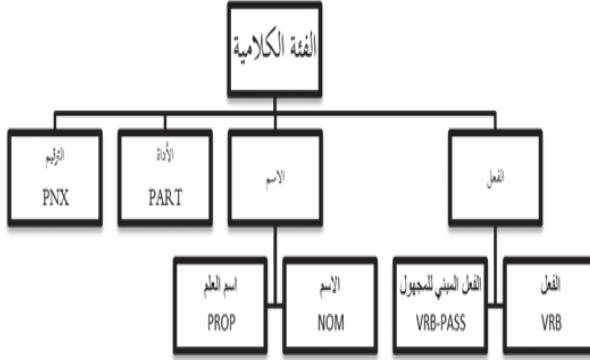 الفئة الكلامية
الفعل
الاسم
الأداة
PART
الترقيم
PNX
الفعل
VRB
الفعل المبني للمجهول
VRB-PASS
الاسم
NOM
اسم العلم
PROP